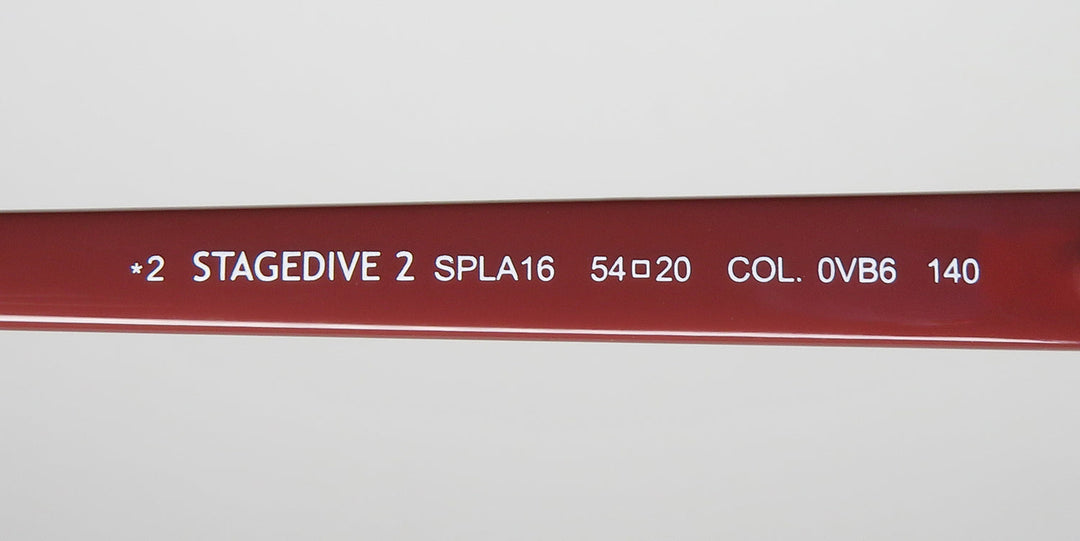 *2 STAGEDIVE 2 SPLA16 54□20 COL. 0VB6 140